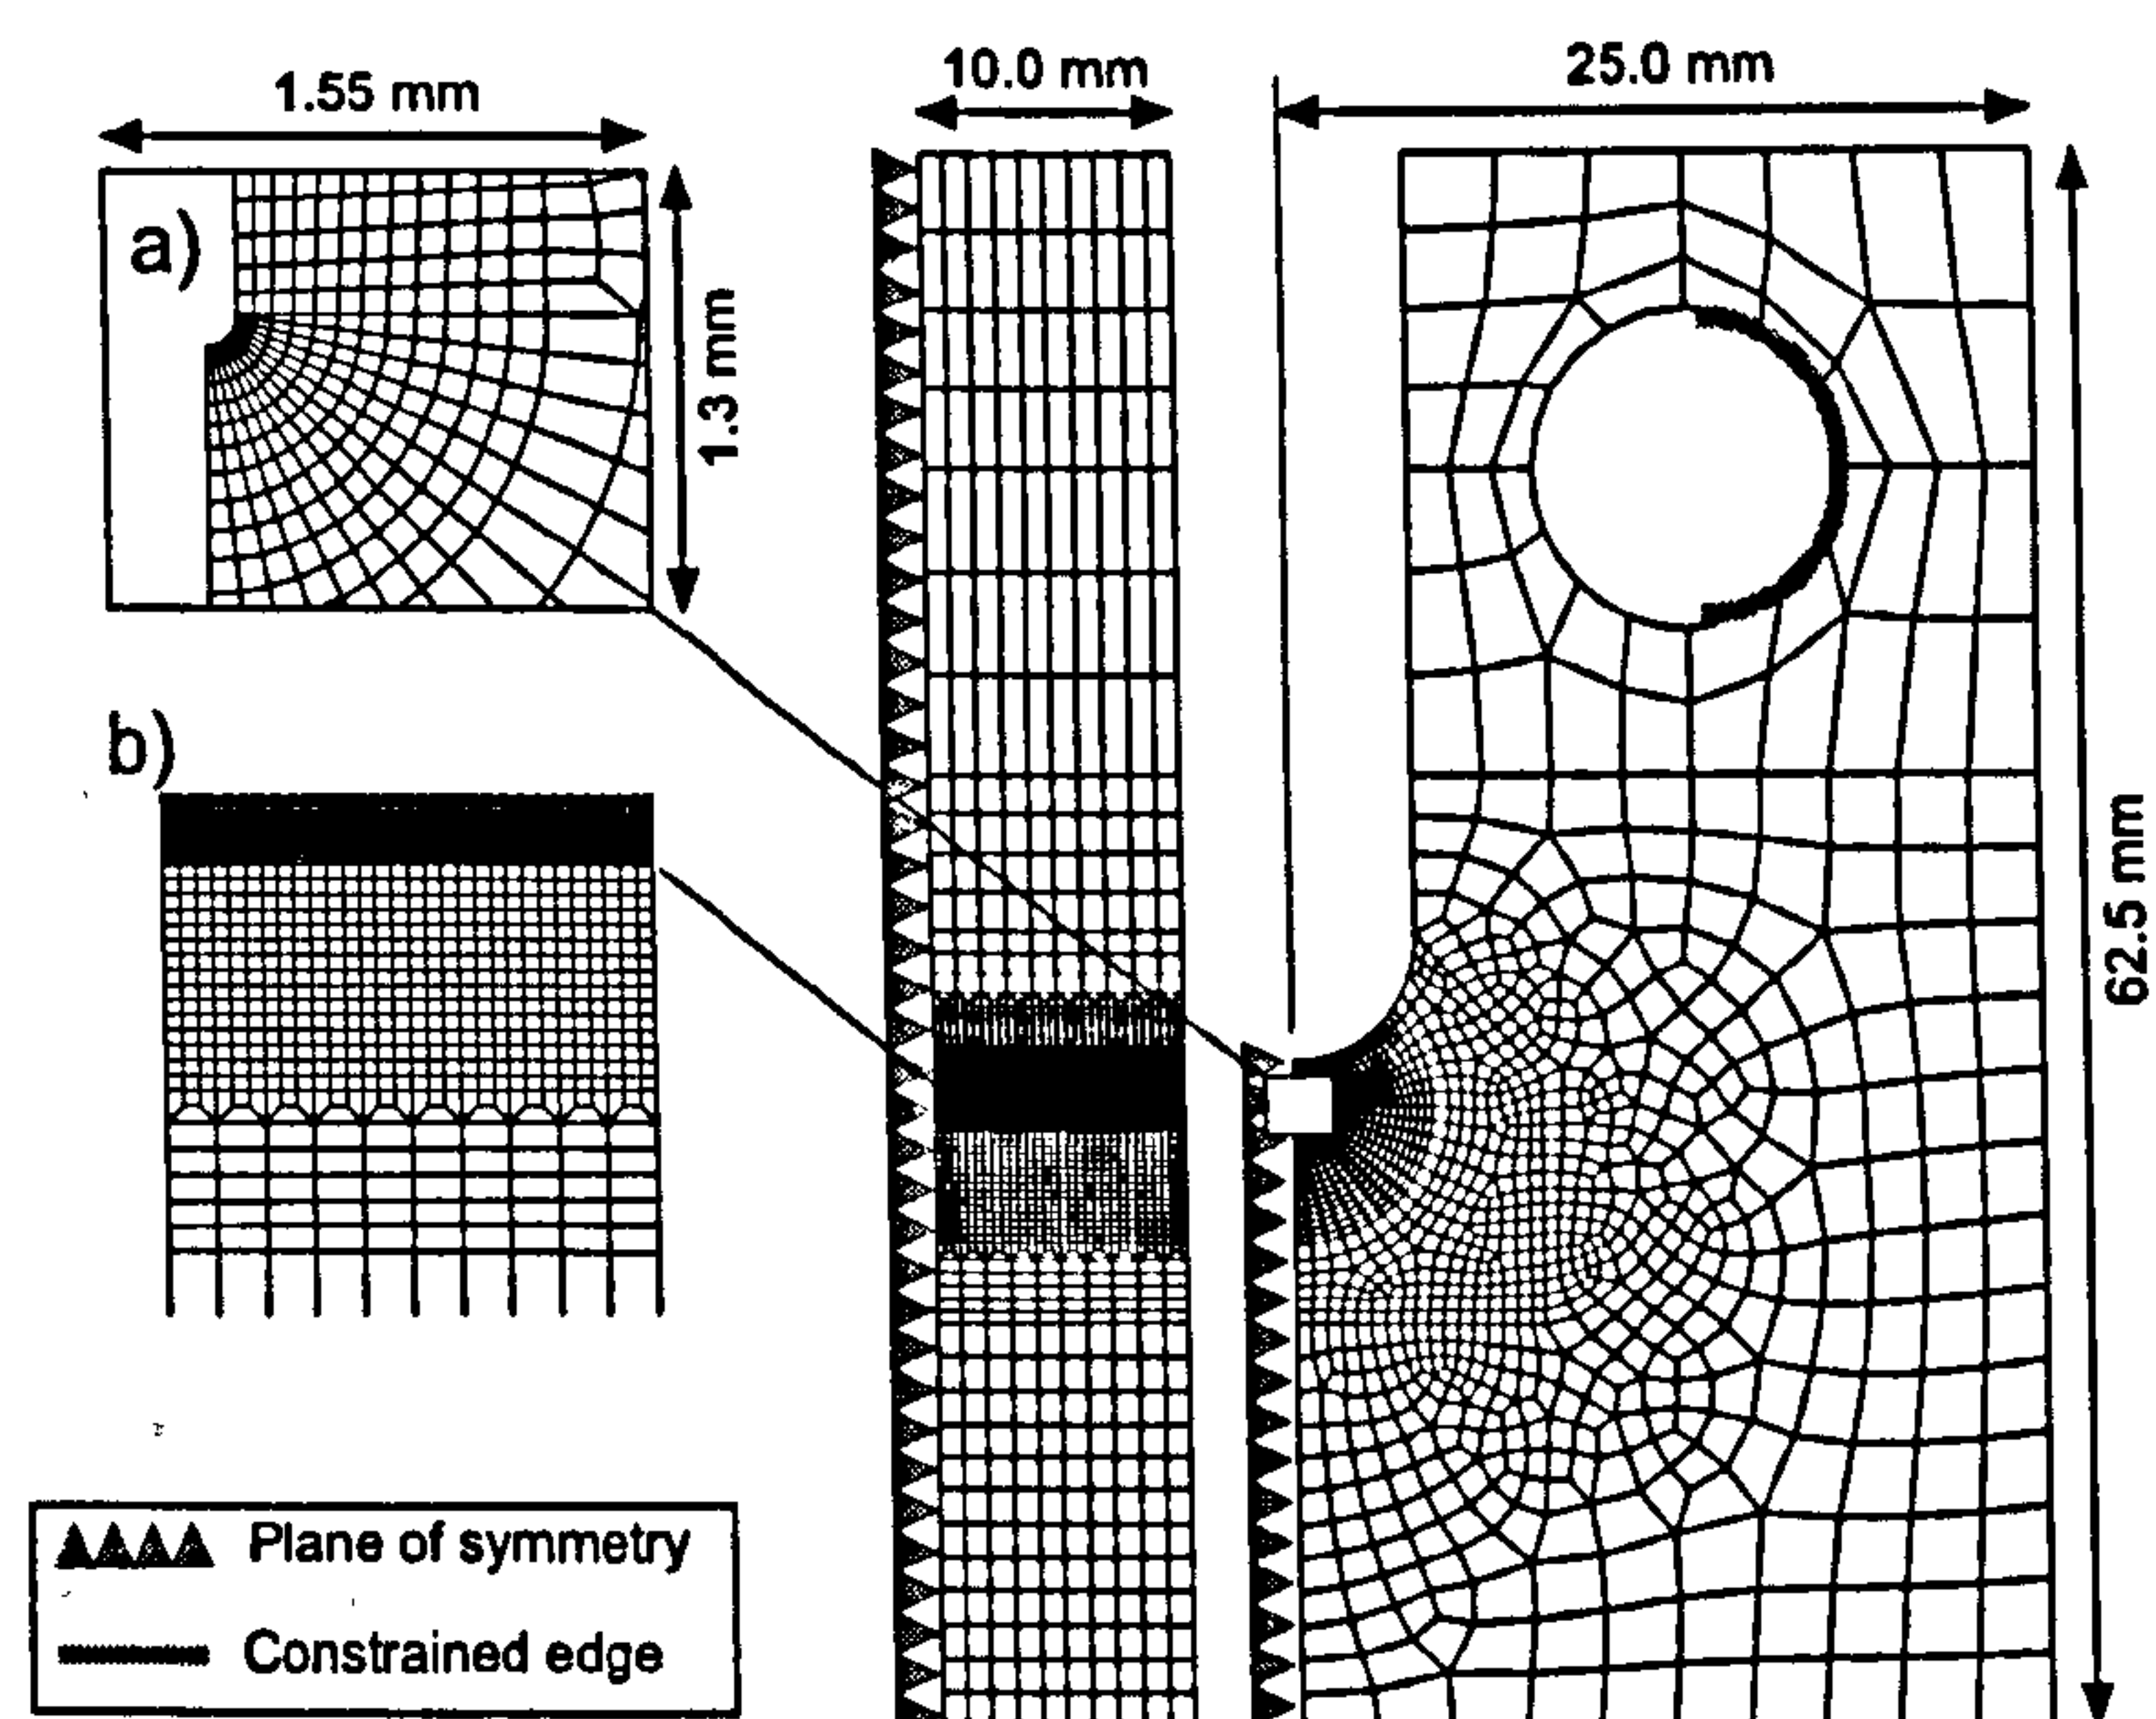 1.55 mm
10.0 mm
25.0 mm
a)
1.3 mm
b)
62.5 mm
Plane of symmetry
Constrained edge